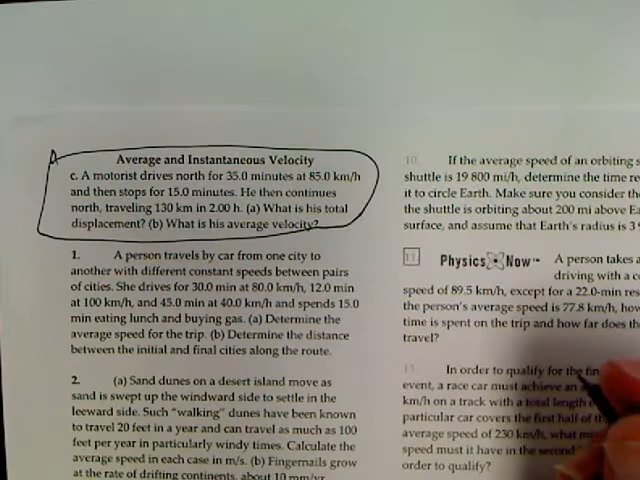 Average and Instantaneous Velocity
c. A motorist drives north for 35.0 minutes at 85.0 km/h
and then stops for 15.0 minutes. He then continues
north, traveling 130 km in 2.00 h. (a) What is his total
displacement? (b) What is his average velocity?
1. A person travels by car from one city to
another with different constant speeds between pairs
of cities. She drives for 30.0 min at 80.0 km/h, 12.0 min
at 100 km/h, and 45.0 min at 40.0 km/h and spends 15.0
min eating lunch and buying gas. (a) Determine the
average speed for the trip. (b) Determine the distance
between the initial and final cities along the route.
2. (a) Sand dunes on a desert island move as
sand is swept up the windward side to settle in the
leeward side. Such "walking" dunes have been known
to travel 20 feet in a year and can travel as much as 100
feet per year in particularly windy times. Calculate the
average speed in each case in m/s. (b) Fingernails grow
at the rate of drifting continents, about 10 mm/yr.
10. If the average speed of an orbiting s
shuttle is 19 800 mi/h, determine the time re
it to circle Earth. Make sure you consider the
the shuttle is orbiting about 200 mi above Ea
surface, and assume that Earth's radius is 3
11. Physics Now™ A person takes a
driving with a co
speed of 89.5 km/h, except for a 22.0-min res
the person's average speed is 77.8 km/h, how
time is spent on the trip and how far does the
travel?
In order to qualify for the fin
event, a race car must achieve an
km/h on a track with a total length o
particular car covers the first half of th
average speed of 230 km/h, what
speed must it have in the second
order to qualify?